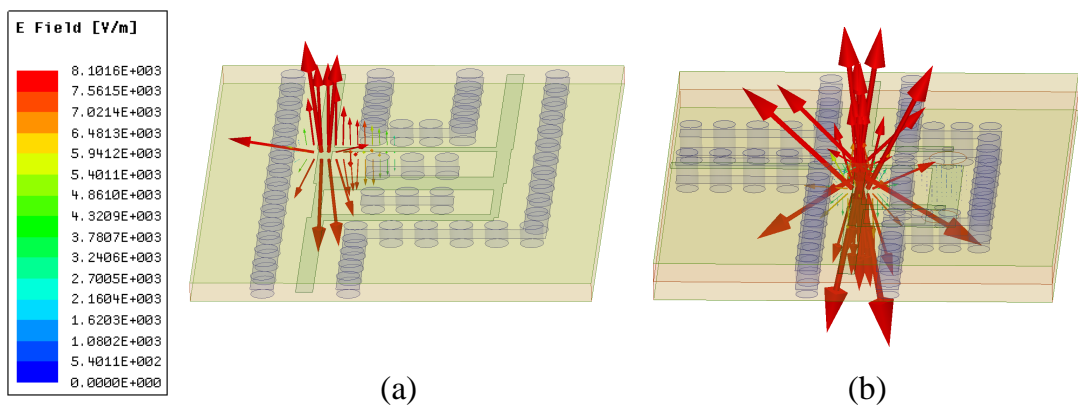 E Field [V/m]
8.1016E+003
7.5615E+003
7.0214E+003
6.4813E+003
5.9412E+003
5.4011E+003
4.8610E+003
4.3209E+003
3.7807E+003
3.2406E+003
2.7005E+003
2.1604E+003
1.6203E+003
1.0802E+003
5.4011E+002
0.0000E+000
(a)
(b)